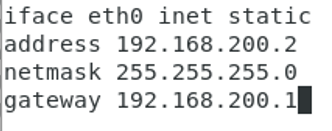 iface eth0 inet static
address 192.168.200.2
netmask 255.255.255.0
gateway 192.168.200.1